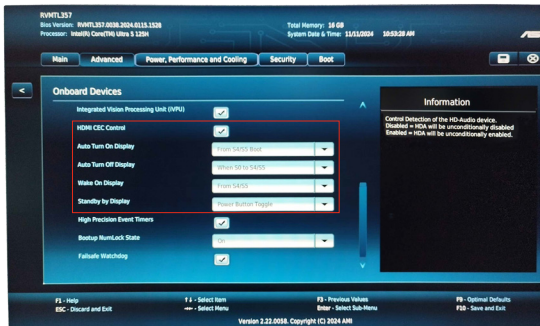 RVMTL357
Bios Version: RVMTL357.0038.2024.0115.1528
Processor: Intel(R) Core(TM) Ultra 5 125H
Total Memory: 16 GB
System Date & Time: 11/11/2024 10:53:28 AM
Main
Advanced
Power, Performance and Cooling
Security
Boot
<
Onboard Devices
Integrated Vision Processing Unit (IVPU)
HDMI CEC Control
Auto Turn On Display From S4/S5 Boot
Auto Turn Off Display When S0 to S4/S5
Wake On Display From S4/S5
Standby by Display Power Button Toggle
High Precision Event Timers
Bootup NumLock State On
Failsafe Watchdog
Information
Control Detection of the HD-Audio device.
Disabled = HDA will be unconditionally disabled
Enabled = HDA will be unconditionally enabled.
F1 - Help
ESC - Discard and Exit
↑↓ - Select Item
→← - Select Menu
F3 - Previous Values
Enter - Select Sub-Menu
F9 - Optimal Defaults
F10 - Save and Exit
Version 2.22.0058. Copyright (C) 2024 AMI